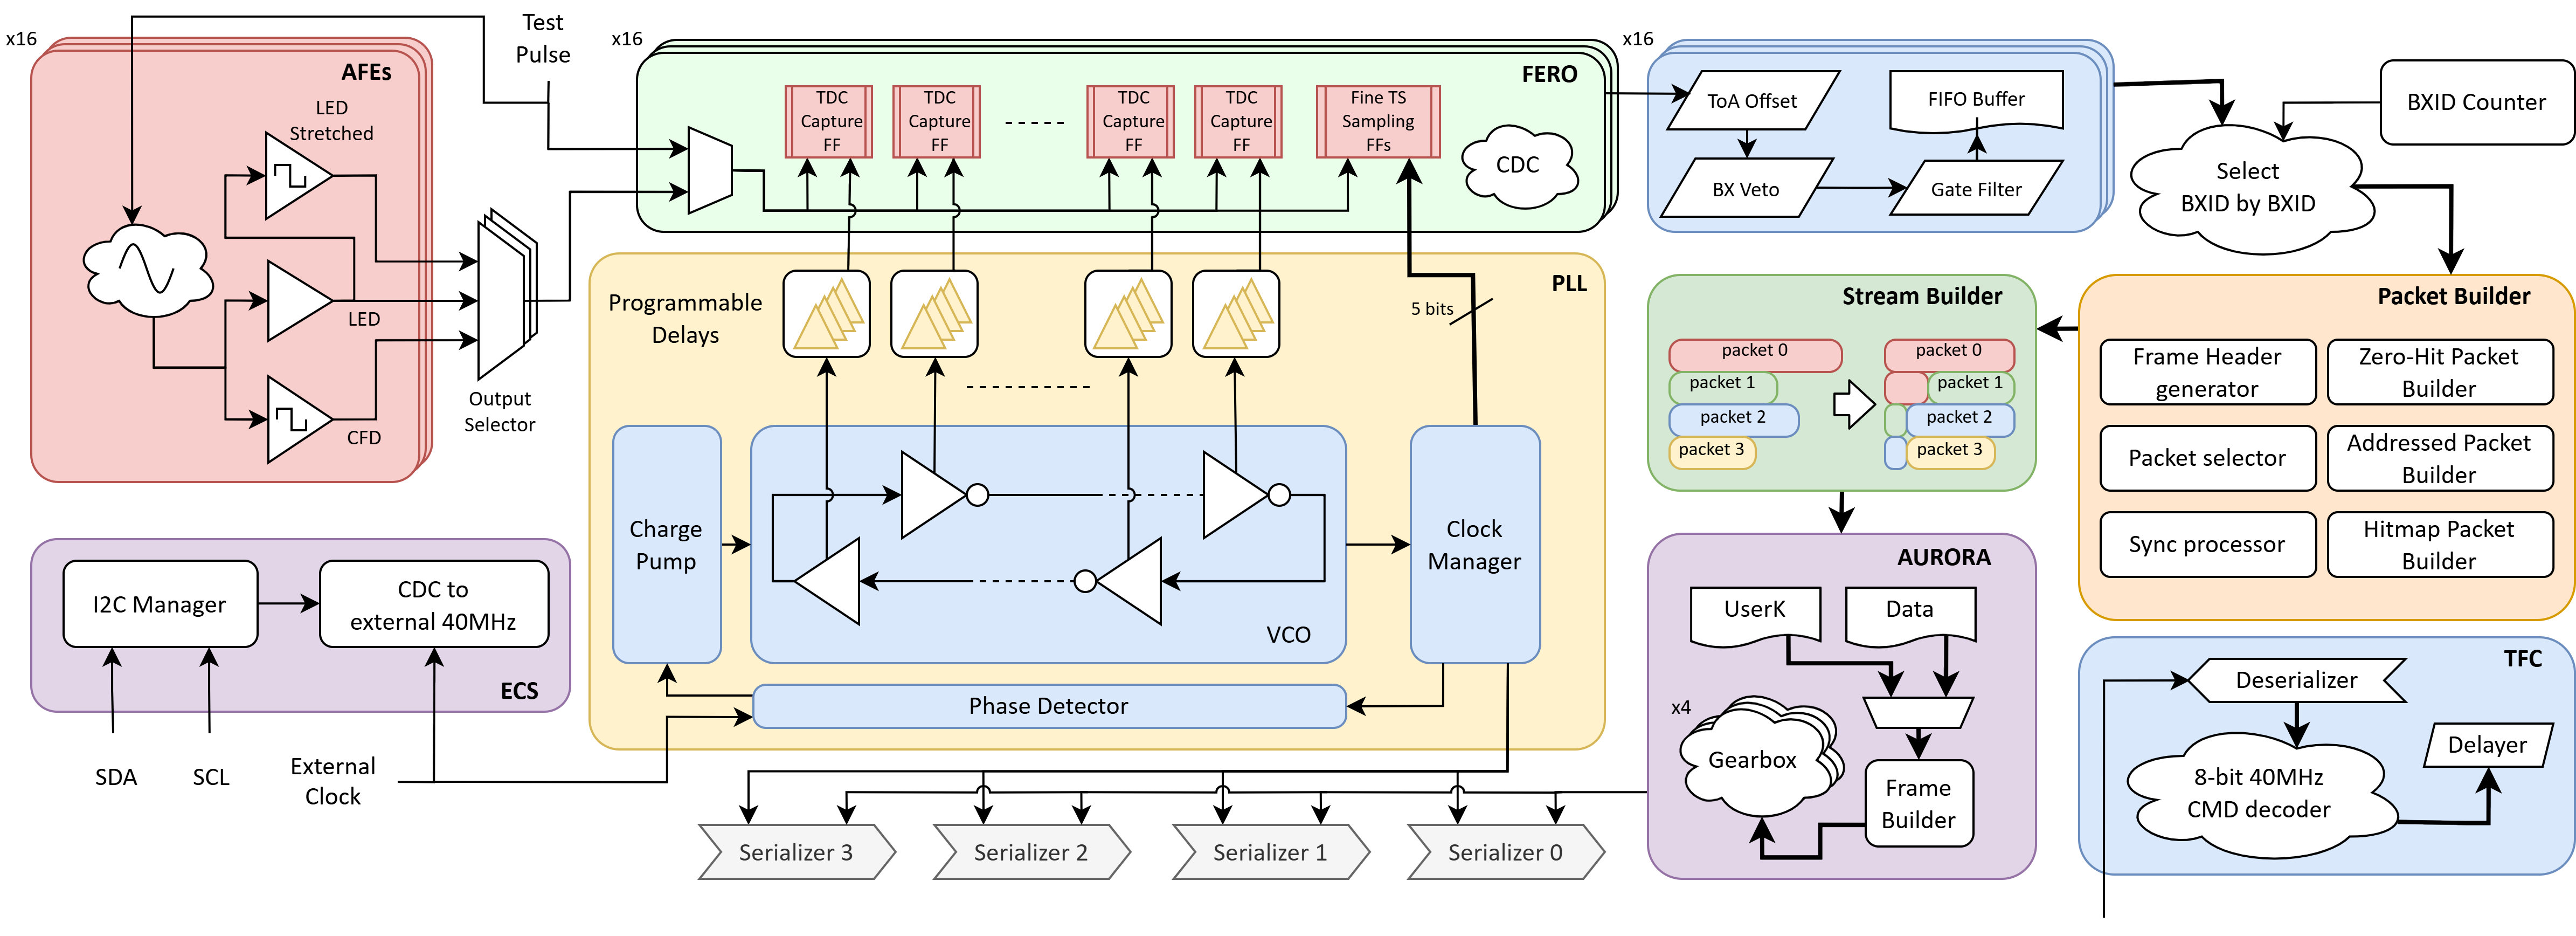 x16
AFEs
LED
Stretched
LED
CFD
Test
Pulse
Output
Selector
x16
FERO
TDC
Capture
FF
TDC
Capture
FF
TDC
Capture
FF
TDC
Capture
FF
Fine TS
Sampling
FFs
CDC
x16
ToA Offset
FIFO Buffer
BX Veto
Gate Filter
BXID Counter
Select
BXID by BXID
PLL
Programmable
Delays
5 bits
Charge
Pump
VCO
Clock
Manager
Phase Detector
Stream Builder
packet 0
packet 1
packet 2
packet 3
packet 0
packet 1
packet 2
packet 3
Packet Builder
Frame Header
generator
Zero-Hit Packet
Builder
Packet selector
Addressed Packet
Builder
Sync processor
Hitmap Packet
Builder
I2C Manager
CDC to
external 40MHz
ECS
SDA
SCL
External
Clock
AURORA
UserK
Data
x4
Gearbox
Frame
Builder
TFC
Deserializer
Delayer
8-bit 40MHz
CMD decoder
Serializer 3
Serializer 2
Serializer 1
Serializer 0